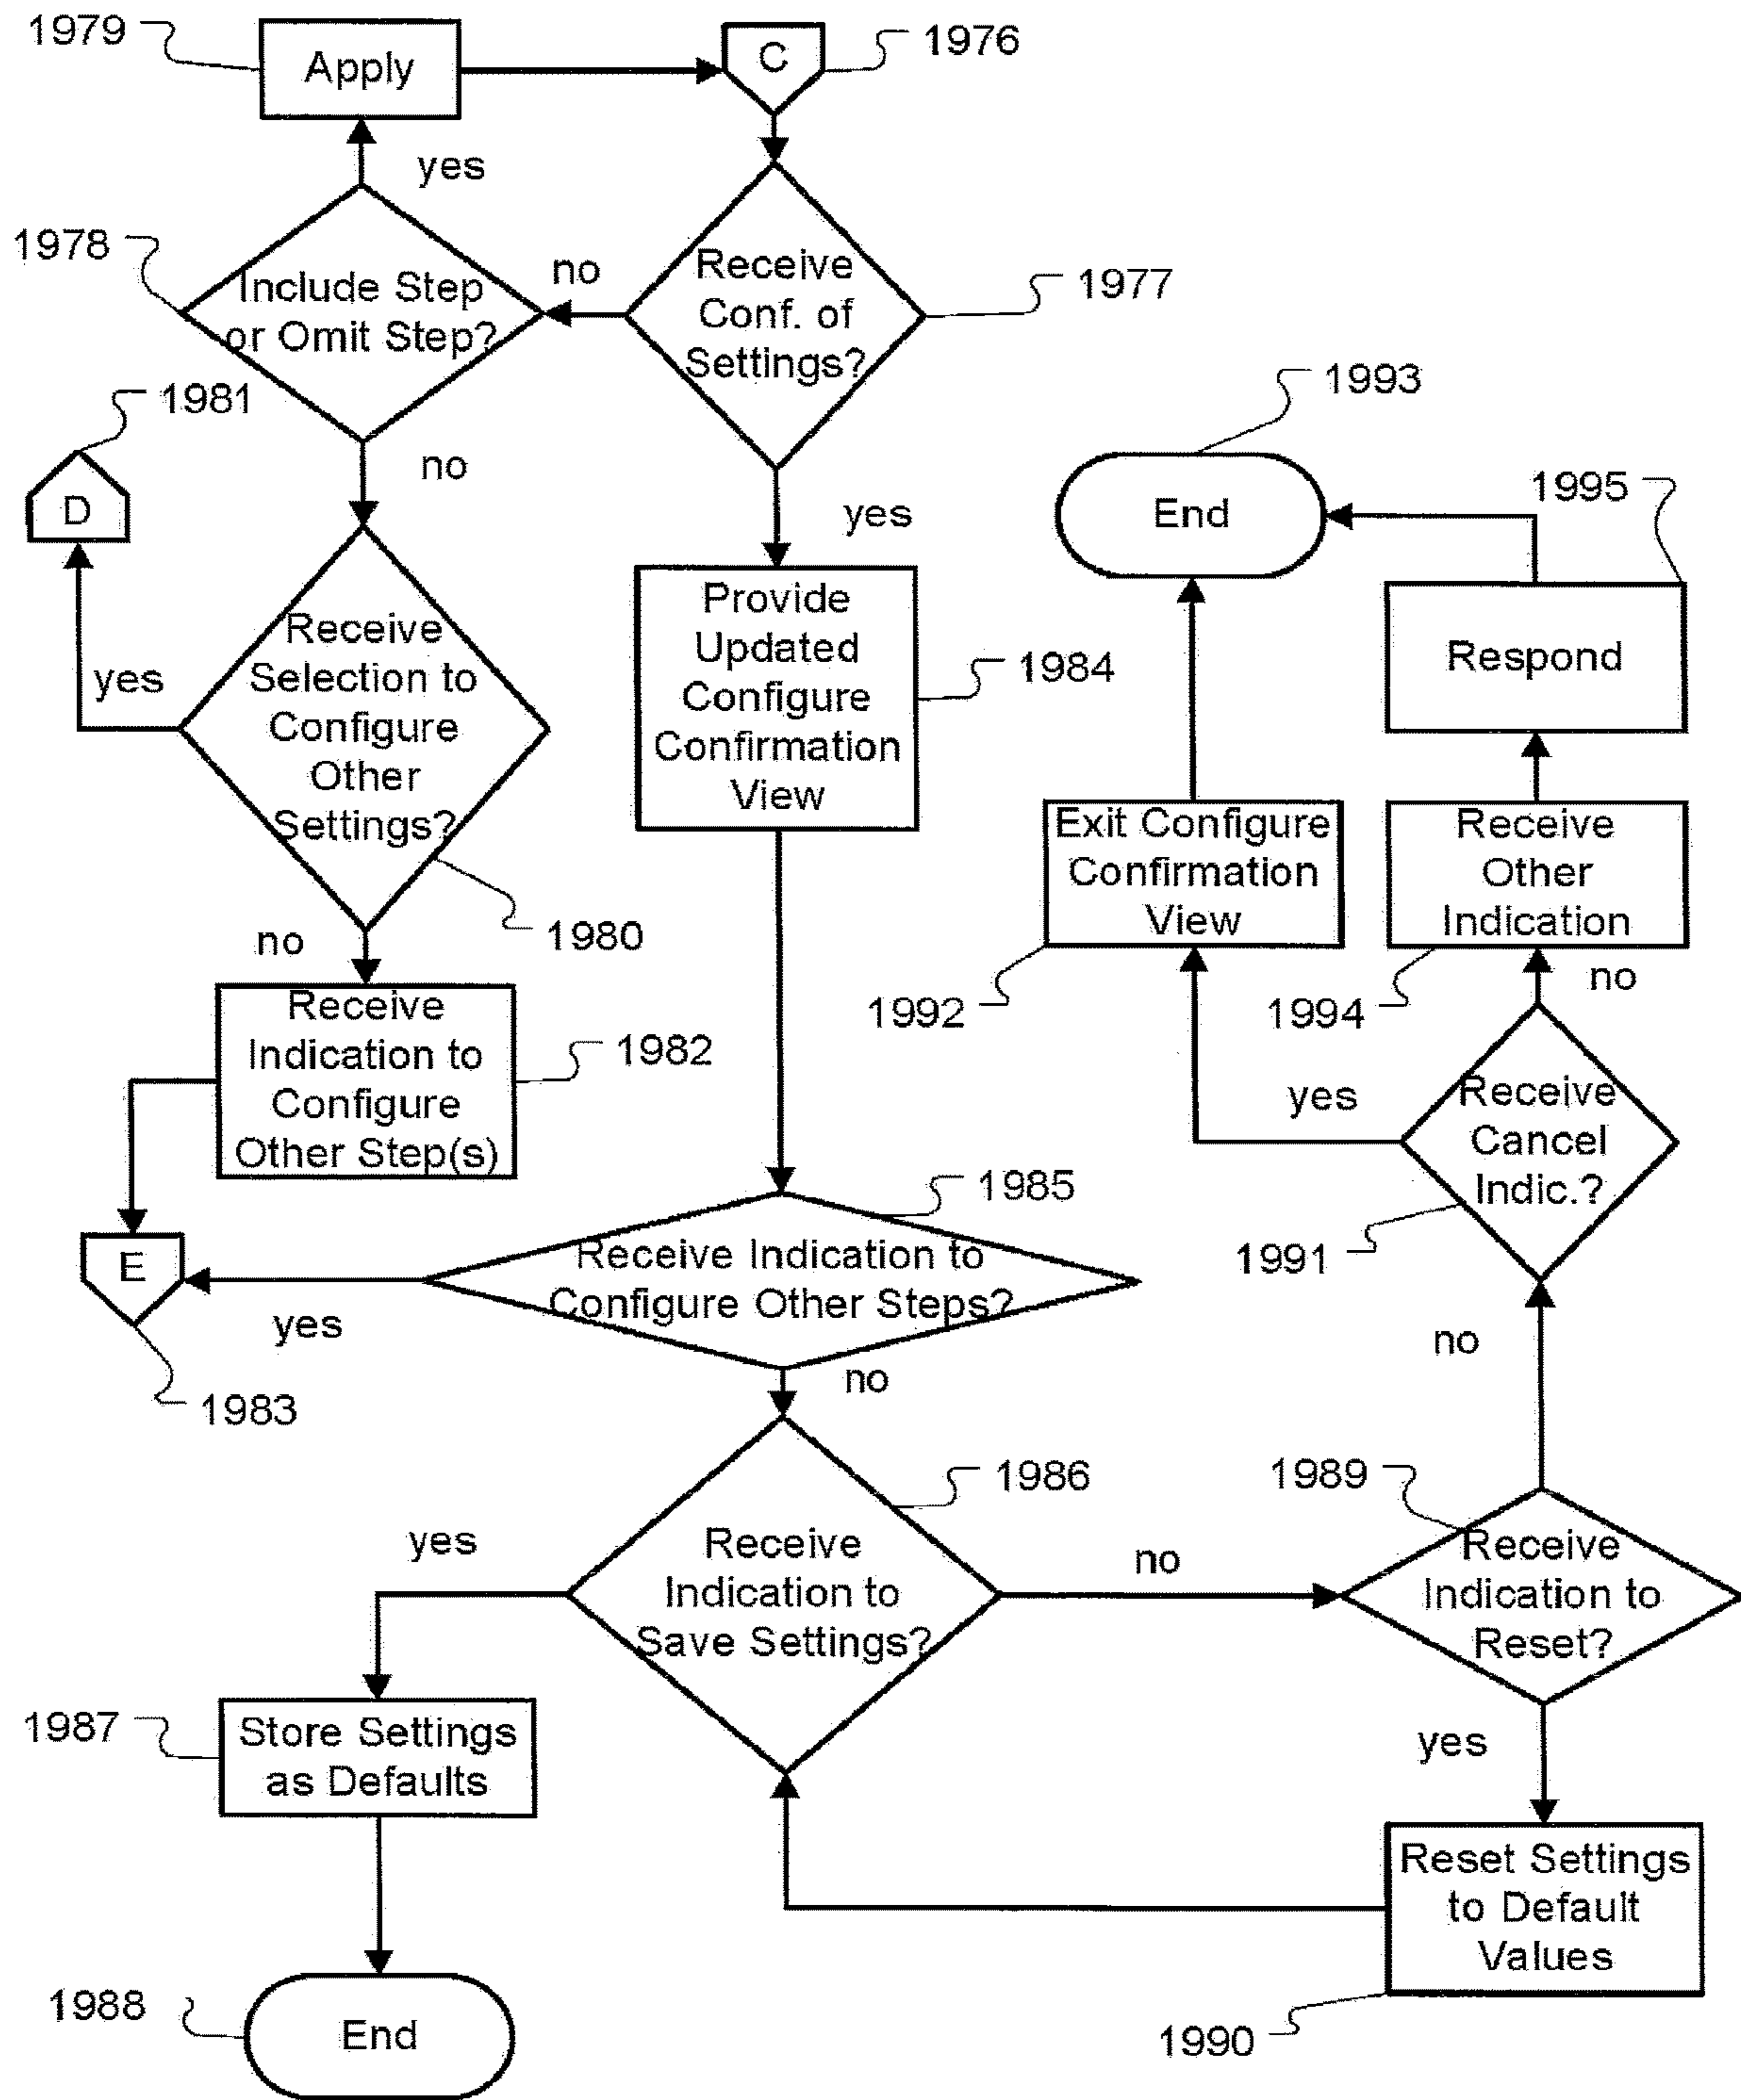 1979
Apply
C
1976
yes
1978
Include Step
or Omit Step?
no
Receive
Conf. of
Settings?
1977
1981
D
no
yes
1993
End
1995
Respond
yes
Receive
Selection to
Configure
Other
Settings?
1980
Provide
Updated
Configure
Confirmation
View
1984
Exit Configure
Confirmation
View
1992
Receive
Other
Indication
1994
no
no
Receive
Indication to
Configure
Other Step(s)
1982
yes
Receive
Cancel
Indic.?
1991
E
1983
yes
1985
Receive Indication to
Configure Other Steps?
no
no
1986
Receive
Indication to
Save Settings?
yes
no
1989
Receive
Indication to
Reset?
yes
1987
Store Settings
as Defaults
Reset Settings
to Default
Values
1990
1988
End